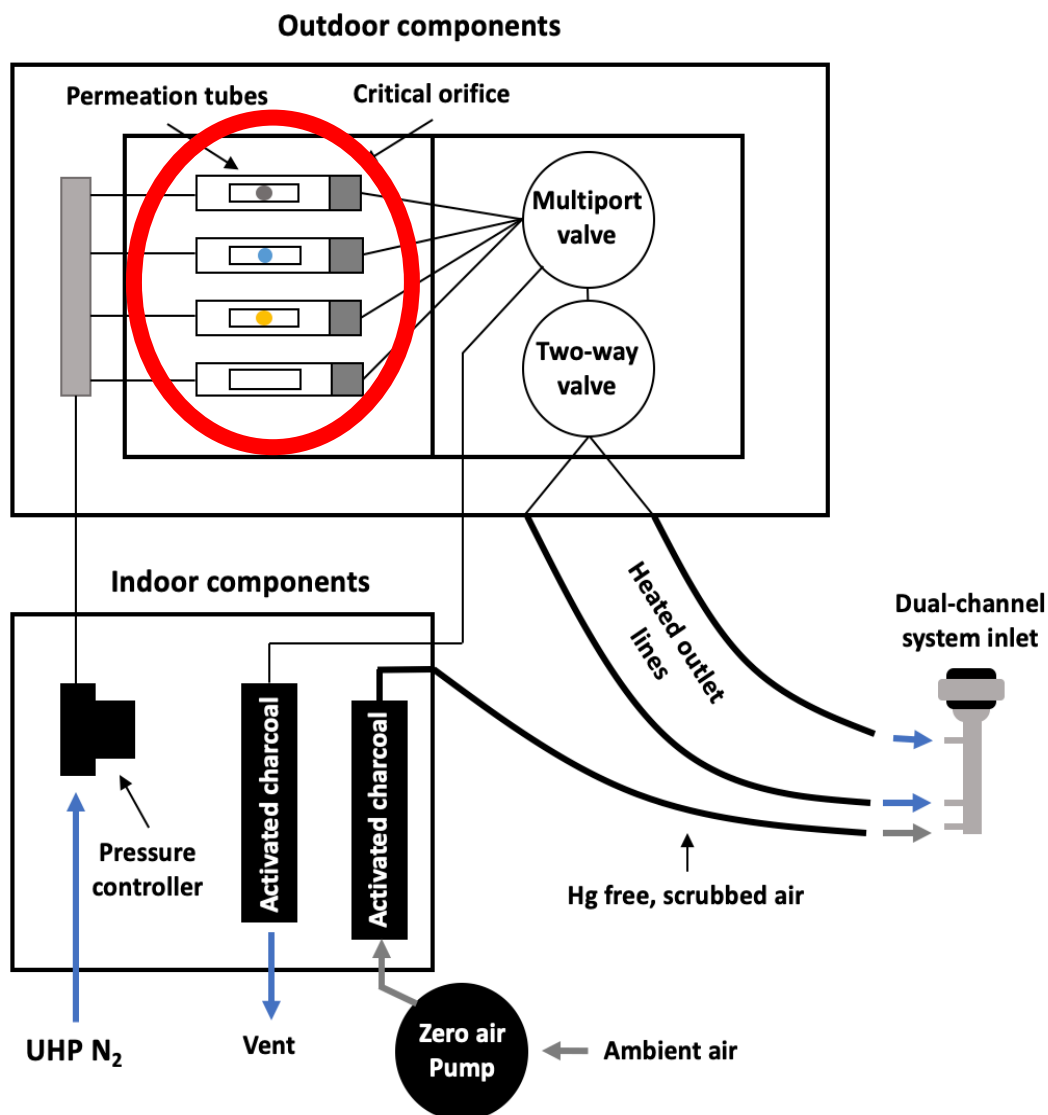 Outdoor components
Permeation tubes
Critical orifice
Multiport
valve
Two-way
valve
Indoor components
Heated outlet
lines
Dual-channel
system inlet
Activated charcoal
Activated charcoal
Pressure
controller
Hg free, scrubbed air
UHP N₂
Vent
Zero air
Pump
Ambient air